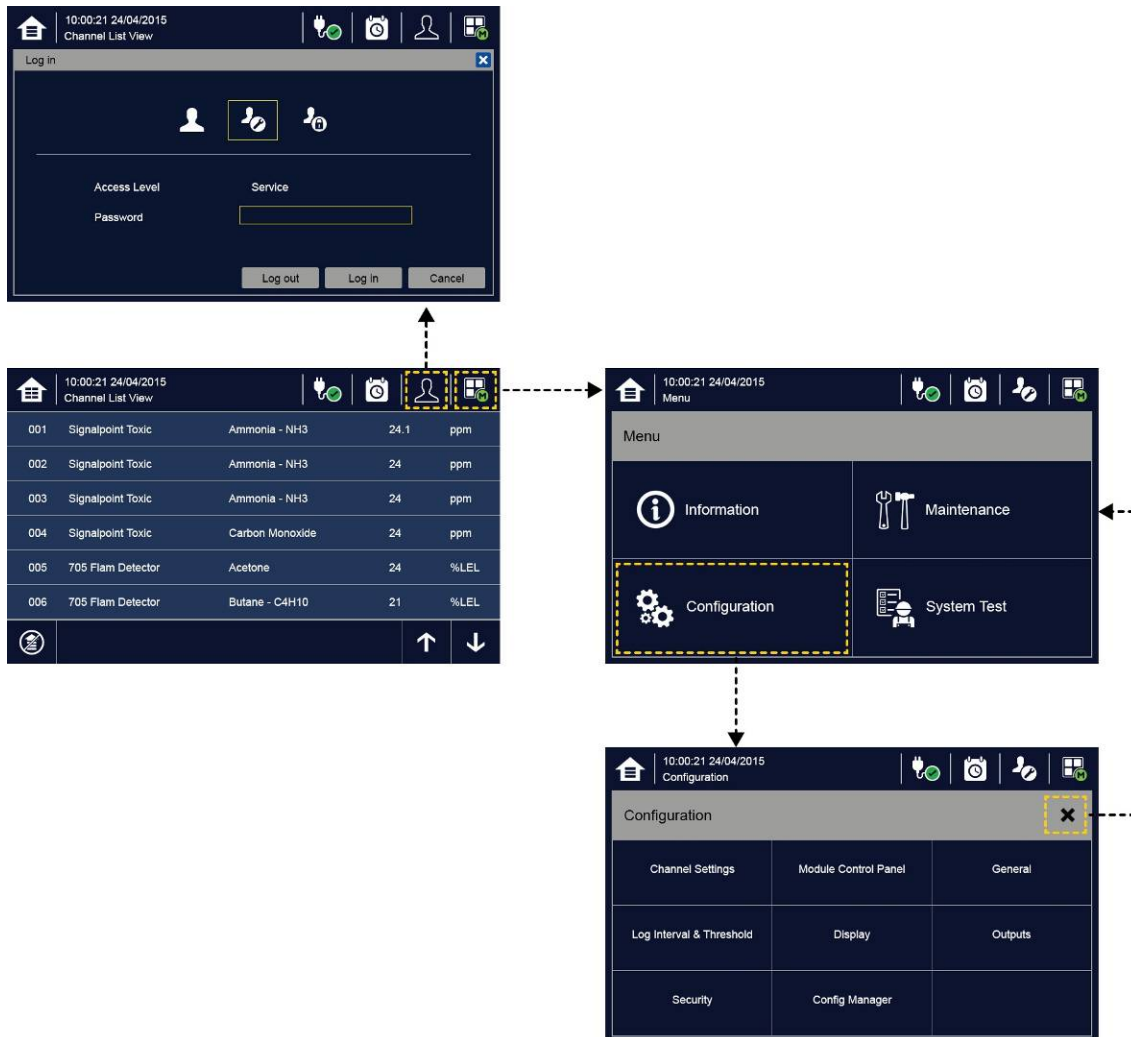 10:00:21 24/04/2015
Channel List View
Log in
Access Level Service
Password
Log out Log in Cancel
10:00:21 24/04/2015
Channel List View
001 Signalpoint Toxic Ammonia - NH3 24.1 ppm
002 Signalpoint Toxic Ammonia - NH3 24 ppm
003 Signalpoint Toxic Ammonia - NH3 24 ppm
004 Signalpoint Toxic Carbon Monoxide 24 ppm
005 705 Flam Detector Acetone 24 %LEL
006 705 Flam Detector Butane - C4H10 21 %LEL
10:00:21 24/04/2015
Menu
Menu
Information Maintenance
Configuration System Test
10:00:21 24/04/2015
Configuration
Configuration
Channel Settings Module Control Panel General
Log Interval & Threshold Display Outputs
Security Config Manager